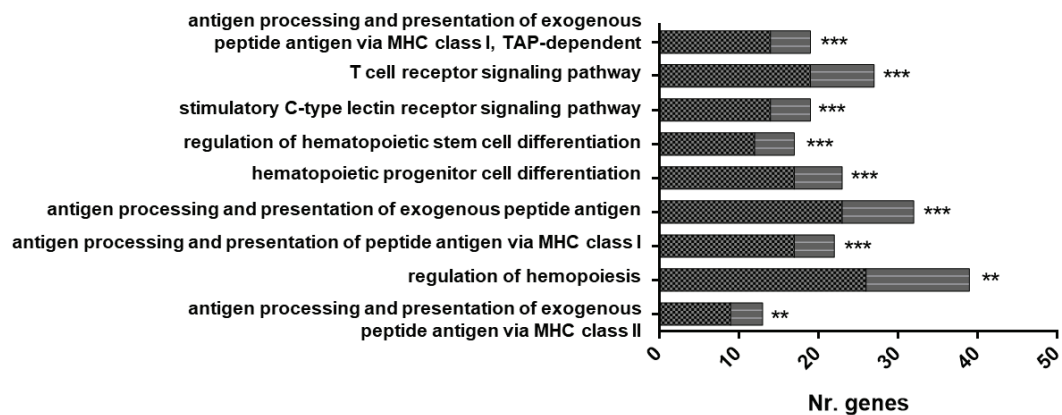 antigen processing and presentation of exogenous
peptide antigen via MHC class I, TAP-dependent
***
T cell receptor signaling pathway
***
stimulatory C-type lectin receptor signaling pathway
***
regulation of hematopoietic stem cell differentiation
***
hematopoietic progenitor cell differentiation
***
antigen processing and presentation of exogenous peptide antigen
***
antigen processing and presentation of peptide antigen via MHC class I
***
regulation of hemopoiesis
**
antigen processing and presentation of exogenous
peptide antigen via MHC class II
**
0 10 20 30 40 50
Nr. genes